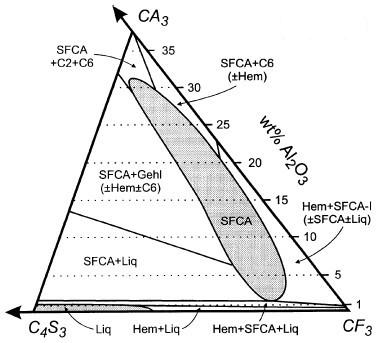 CA3
SFCA
+C2+C6
35
SFCA+C6
(±Hem)
30
25
wt% Al2O3
20
SFCA+Gehl
(±Hem±C6)
15
Hem+SFCA-I
(±SFCA±Liq)
SFCA
10
SFCA+Liq
5
1
C4S3
Liq
Hem+Liq
Hem+SFCA+Liq
CF3